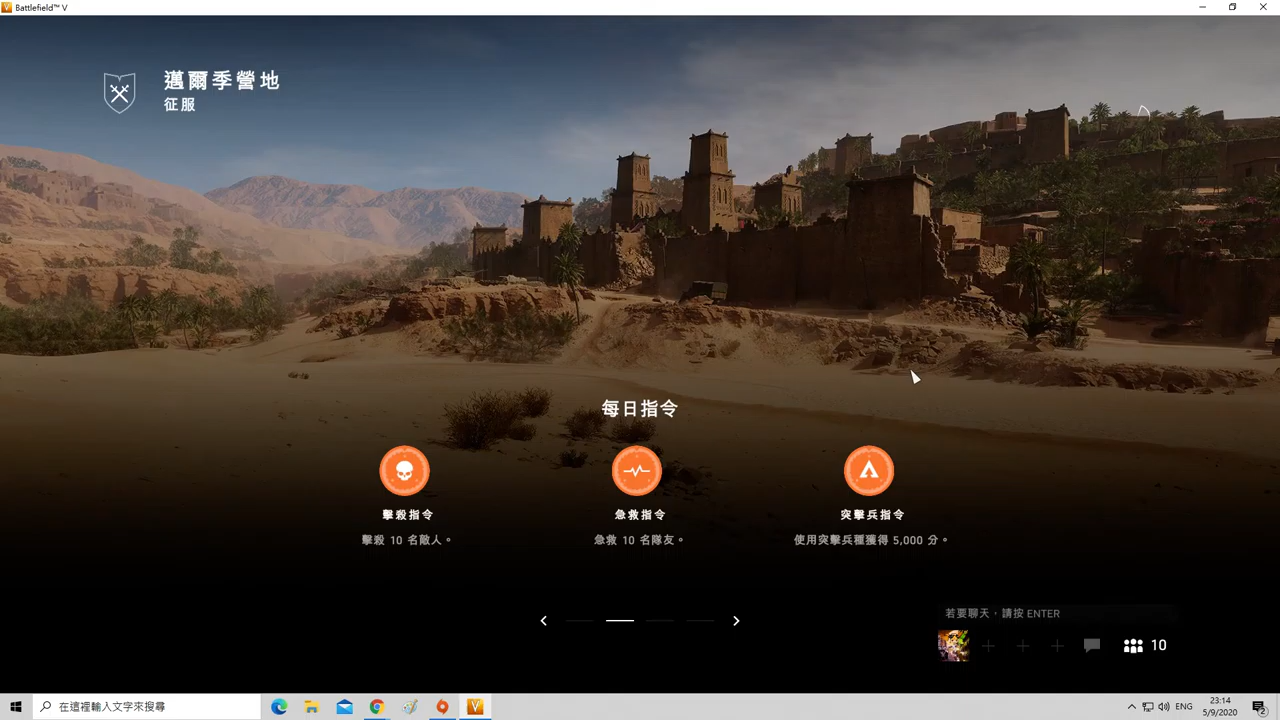 Battlefield™ V
邁爾季營地
征服
每日指令
擊殺指令
擊殺 10 名敵人。
急救指令
急救 10 名隊友。
突擊兵指令
使用突擊兵種獲得 5,000 分。
若要聊天，請按 ENTER
10
在這裡輸入文字來搜尋
ENG
23:14
5/9/2020
2